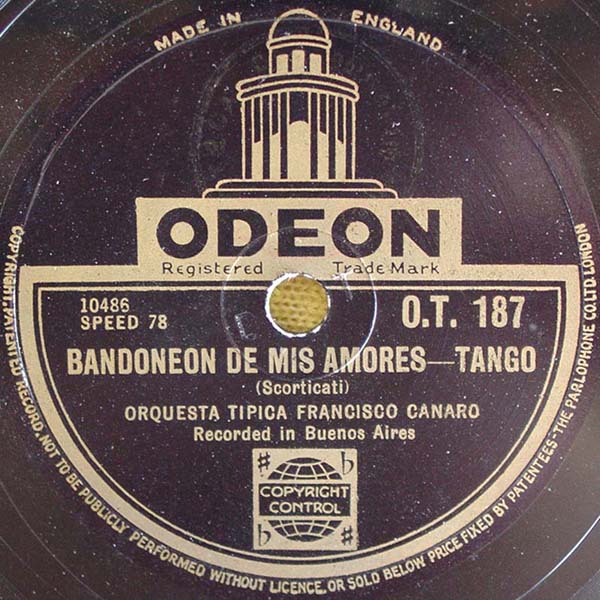 MADE IN ENGLAND
ODEON
Registered Trade Mark
10486
SPEED 78
O.T. 187
BANDONEON DE MIS AMORES—TANGO
(Scorticati)
ORQUESTA TIPICA FRANCISCO CANARO
Recorded in Buenos Aires
COPYRIGHT
CONTROL
COPYRIGHT, PATENTED RECORD, NOT TO BE PUBLICLY PERFORMED WITHOUT LICENCE, OR SOLD BELOW PRICE FIXED BY PATENTEES-THE PARLOPHONE CO. LTD. LONDON